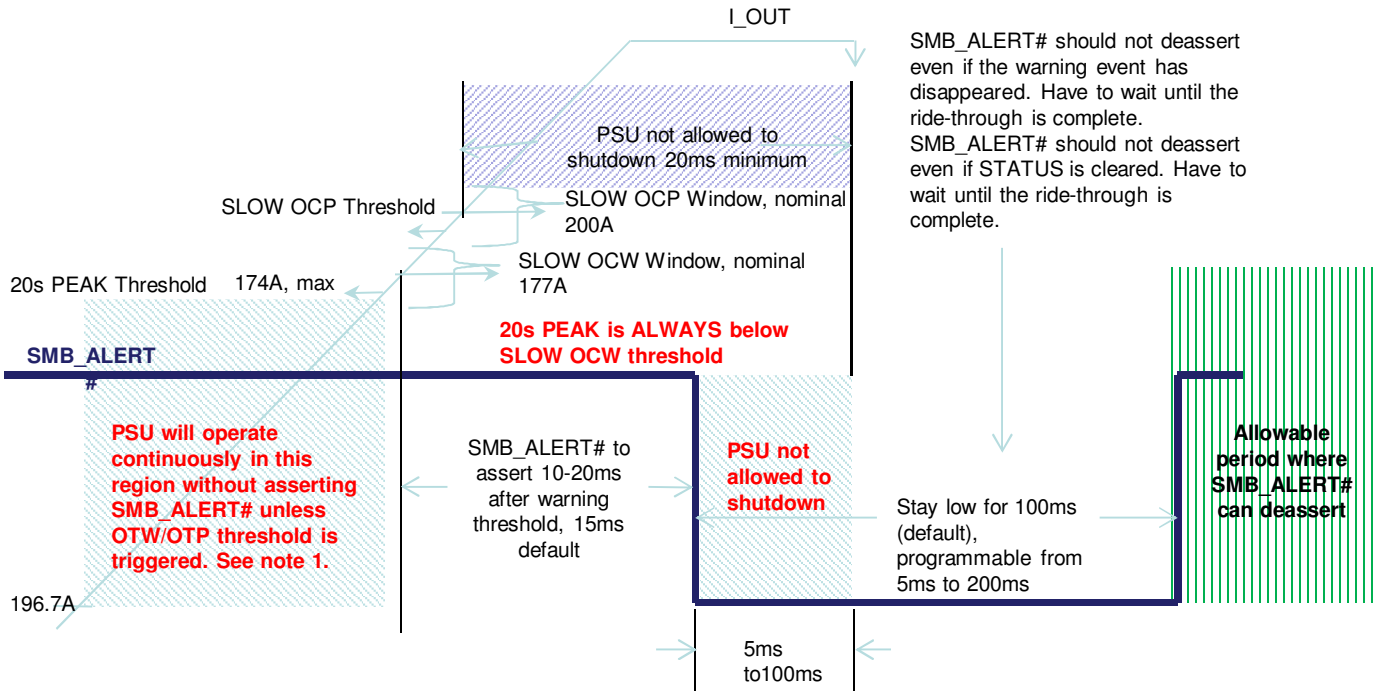 I_OUT
SMB_ALERT# should not deassert
even if the warning event has
disappeared. Have to wait until the
ride-through is complete.
SMB_ALERT# should not deassert
even if STATUS is cleared. Have to
wait until the ride-through is
complete.
PSU not allowed to
shutdown 20ms minimum
SLOW OCP Threshold
SLOW OCP Window, nominal
200A
SLOW OCW Window, nominal
177A
20s PEAK Threshold
174A, max
20s PEAK is ALWAYS below
SLOW OCW threshold
SMB_ALERT
#
PSU will operate
continuously in this
region without asserting
SMB_ALERT# unless
OTW/OTP threshold is
triggered. See note 1.
SMB_ALERT# to
assert 10-20ms
after warning
threshold, 15ms
default
PSU not
allowed to
shutdown
Stay low for 100ms
(default),
programmable from
5ms to 200ms
Allowable
period where
SMB_ALERT#
can deassert
196.7A
5ms
to100ms